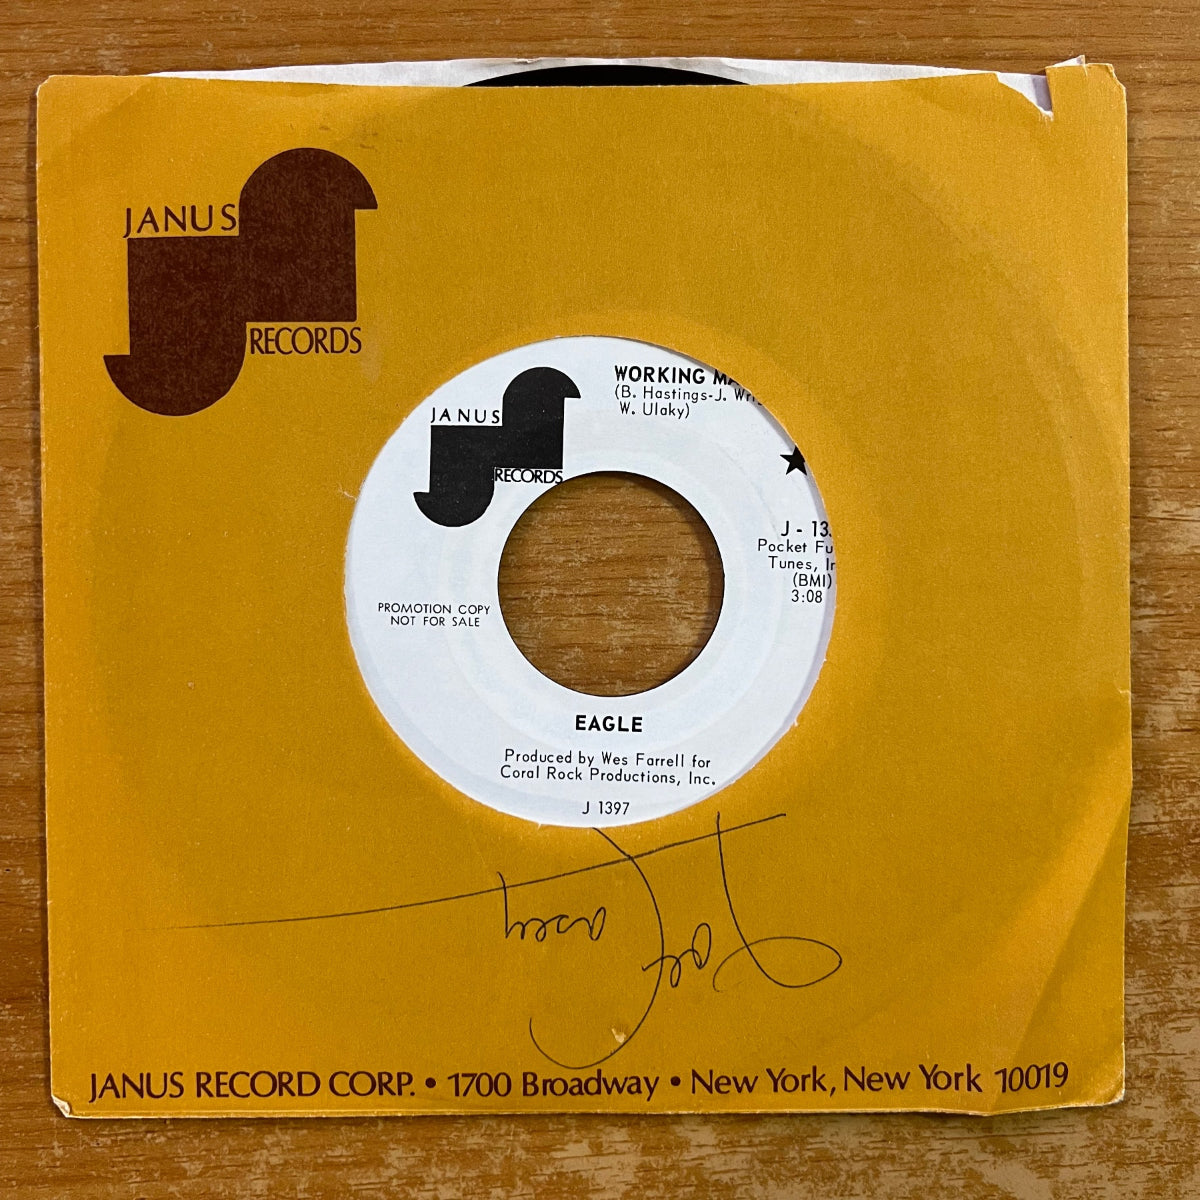 JANUS
RECORDS
WORKING MA
(B. Hastings-J. Wri
W. Ulaky)
JANUS
RECORDS
J - 13
Pocket Fu
Tunes, In
(BMI)
3:08
PROMOTION COPY
NOT FOR SALE
EAGLE
Produced by Wes Farrell for
Coral Rock Productions, Inc.
J 1397
Joe Casey
JANUS RECORD CORP. • 1700 Broadway • New York, New York 10019